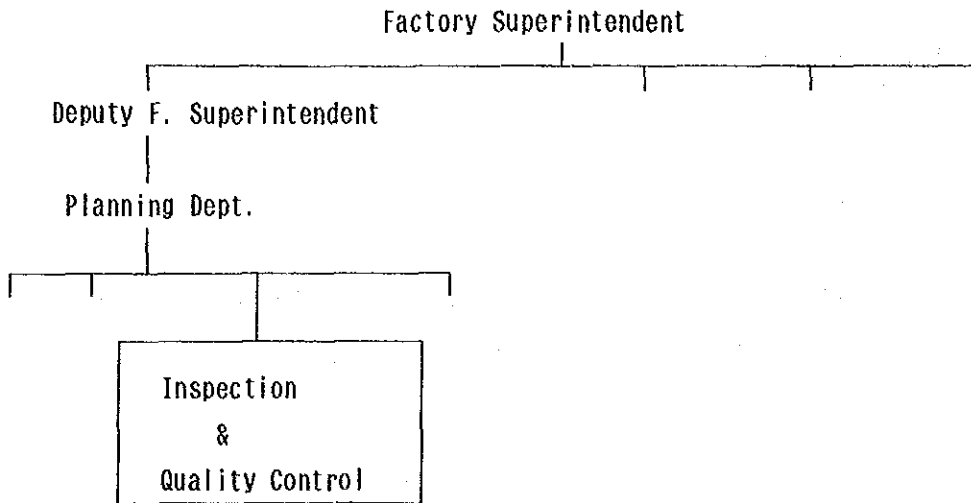 Factory Superintendent
Deputy F. Superintendent
Planning Dept.
Inspection
&
Quality Control